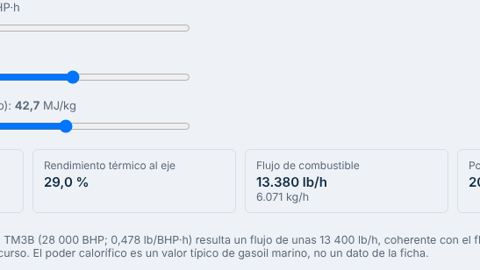 HP·h
): 42,7 MJ/kg
Rendimiento térmico al eje
29,0 %
Flujo de combustible
13.380 lb/h
6.071 kg/h
TM3B (28 000 BHP; 0,478 lb/BHP·h) resulta un flujo de unas 13 400 lb/h, coherente con el
curso. El poder calorífico es un valor típico de gasoil marino, no un dato de la ficha.